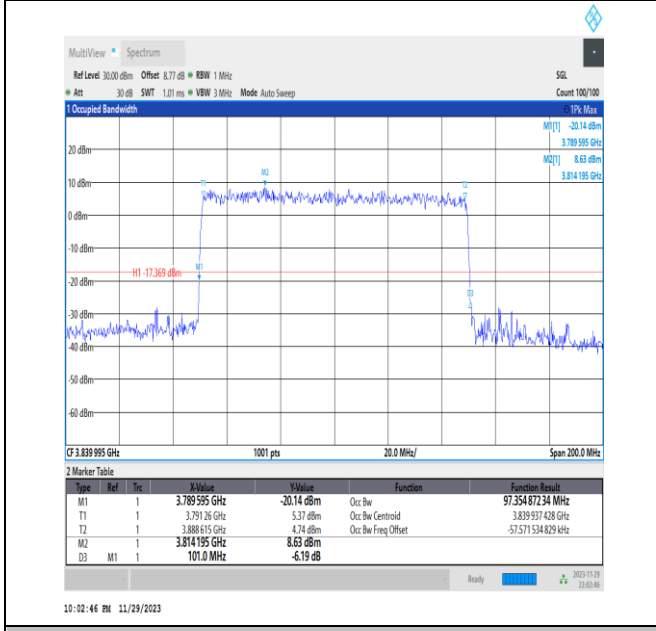 MultiView Spectrum
Ref Level 30.00 dBm Offset 8.77 dB RBW 1 MHz SGL
Att 30 dB SWT 1.01 ms VBW 3 MHz Mode Auto Sweep Count 100/100
1 Occupied Bandwidth 1Pk Max
M1[1] -20.14 dBm
3.789 595 GHz
20 dBm
M2[1] 8.63 dBm
3.814 195 GHz
M2
10 dBm T1 T2
0 dBm
-10 dBm
H1 -17.369 dBm M1
-20 dBm
D3
-30 dBm
-40 dBm
-50 dBm
-60 dBm
CF 3.839 995 GHz 1001 pts 20.0 MHz/ Span 200.0 MHz
2 Marker Table
Type Ref Trc X-Value Y-Value Function Function Result
M1 1 3.789 595 GHz -20.14 dBm Occ Bw 97.354 872 34 MHz
T1 1 3.791 26 GHz 5.37 dBm Occ Bw Centroid 3.839 937 428 GHz
T2 1 3.888 615 GHz 4.74 dBm Occ Bw Freq Offset -57.571 534 829 kHz
M2 1 3.814 195 GHz 8.63 dBm
D3 M1 1 101.0 MHz -6.19 dB
Ready 2023-11-29
22:02:46
10:02:46 PM 11/29/2023